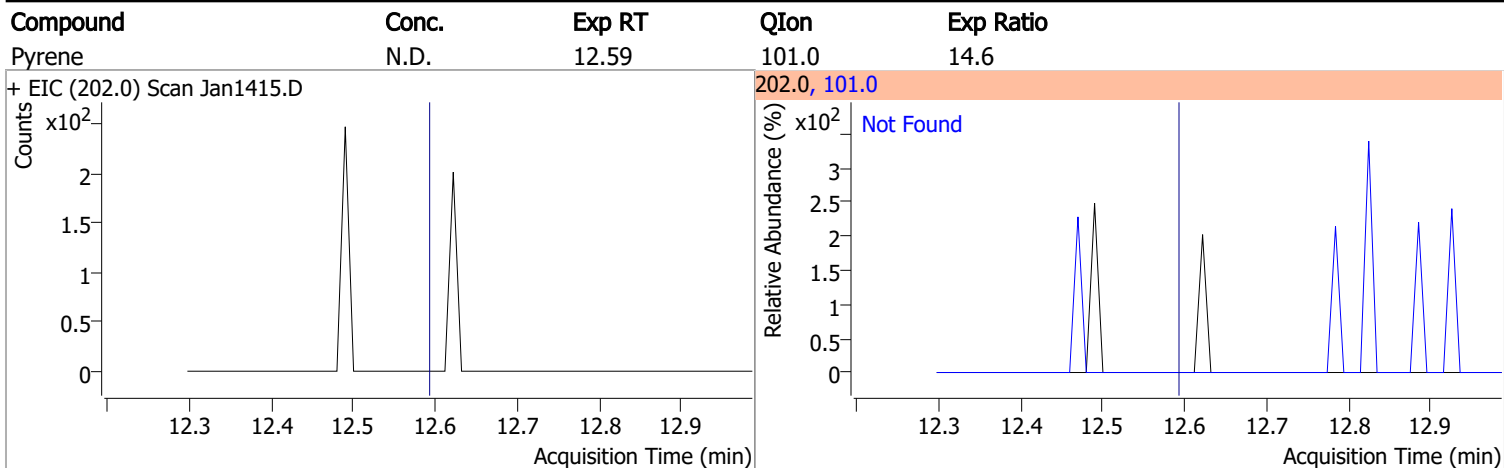 Compound Conc. Exp RT QIon Exp Ratio
Pyrene N.D. 12.59 101.0 14.6
+ EIC (202.0) Scan Jan1415.D
Counts
x10²
2
1.5
1
0.5
0
12.3 12.4 12.5 12.6 12.7 12.8 12.9
Acquisition Time (min)
202.0, 101.0
Relative Abundance (%)
x10²
Not Found
3
2.5
2
1.5
1
0.5
0
12.3 12.4 12.5 12.6 12.7 12.8 12.9
Acquisition Time (min)